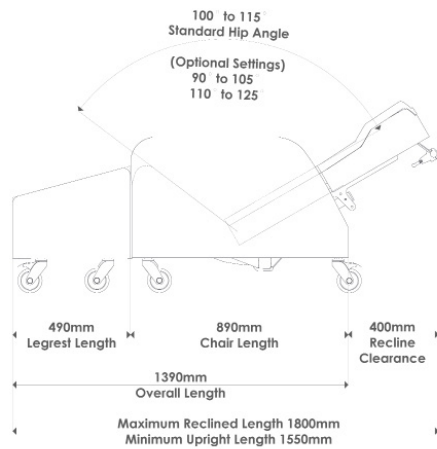 100° to 115°
Standard Hip Angle
(Optional Settings)
90° to 105°
110° to 125°
490mm
Legrest Length
890mm
Chair Length
400mm
Recline
Clearance
1390mm
Overall Length
Maximum Reclined Length 1800mm
Minimum Upright Length 1550mm